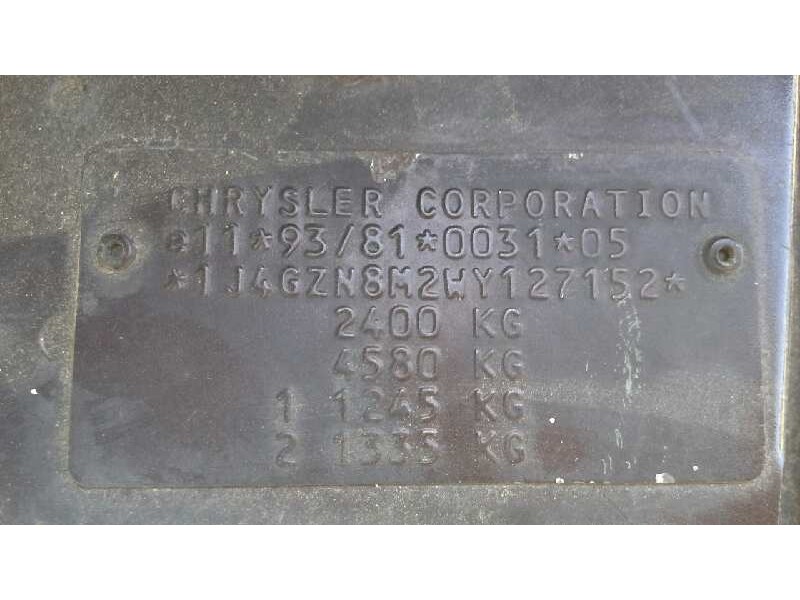 CHRYSLER CORPORATION
e11*93/81*0031*05
*1J4GZN8M2WY127152*
2400 KG
4580 KG
1 1245 KG
2 1335 KG